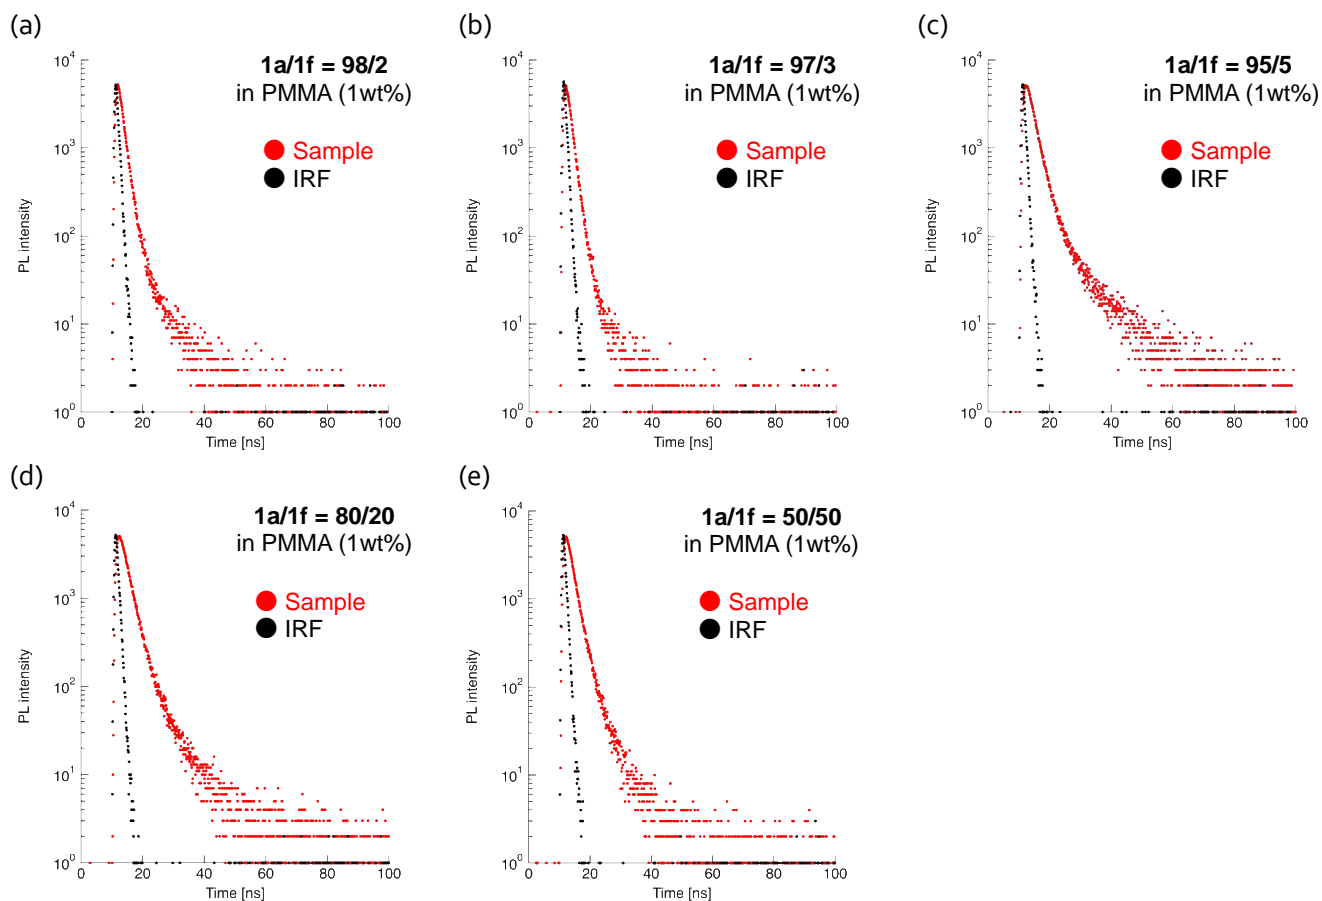 (a)
1a/1f = 98/2
in PMMA (1wt%)
Sample
IRF
PL intensity
10^4
10^3
10^2
10^1
10^0
0
20
40
60
80
100
Time [ns]
(b)
1a/1f = 97/3
in PMMA (1wt%)
Sample
IRF
PL intensity
10^4
10^3
10^2
10^1
10^0
0
20
40
60
80
100
Time [ns]
(c)
1a/1f = 95/5
in PMMA (1wt%)
Sample
IRF
PL intensity
10^4
10^3
10^2
10^1
10^0
0
20
40
60
80
100
Time [ns]
(d)
1a/1f = 80/20
in PMMA (1wt%)
Sample
IRF
PL intensity
10^4
10^3
10^2
10^1
10^0
0
20
40
60
80
100
Time [ns]
(e)
1a/1f = 50/50
in PMMA (1wt%)
Sample
IRF
PL intensity
10^4
10^3
10^2
10^1
10^0
0
20
40
60
80
100
Time [ns]